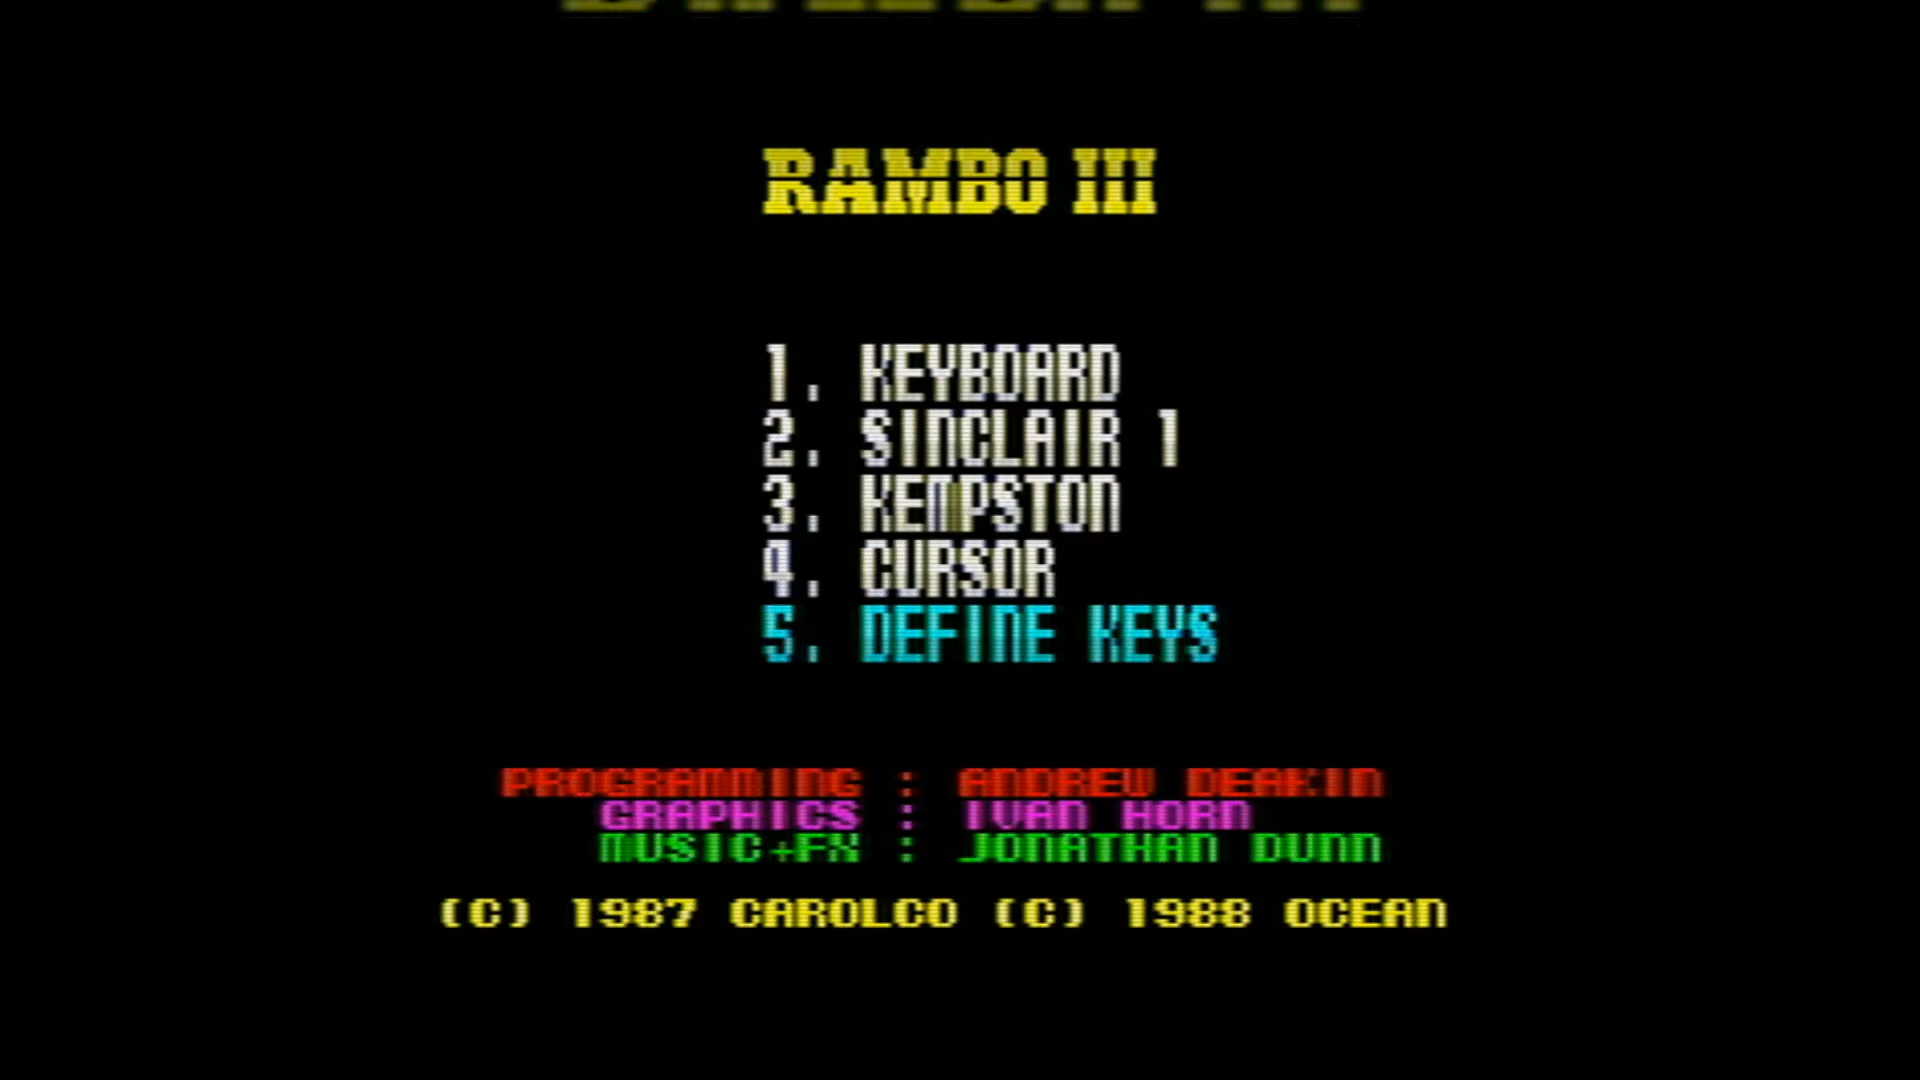 RAMBO III
1. KEYBOARD
2. SINCLAIR 1
3. KEMPSTON
4. CURSOR
5. DEFINE KEYS
PROGRAMMING : ANDREW DEAKIN
GRAPHICS : IVAN HORN
MUSIC+FX : JONATHAN DUNN
(C) 1987 CAROLCO (C) 1988 OCEAN